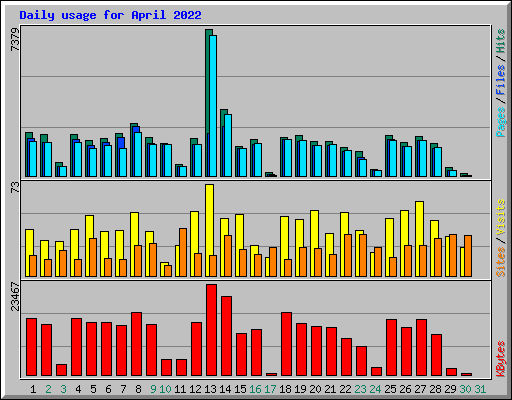 Daily usage for April 2022
7379
Pages / Files / Hits
73
Sites / Visits
23467
KBytes
1 2 3 4 5 6 7 8 9 10 11 12 13 14 15 16 17 18 19 20 21 22 23 24 25 26 27 28 29 30 31